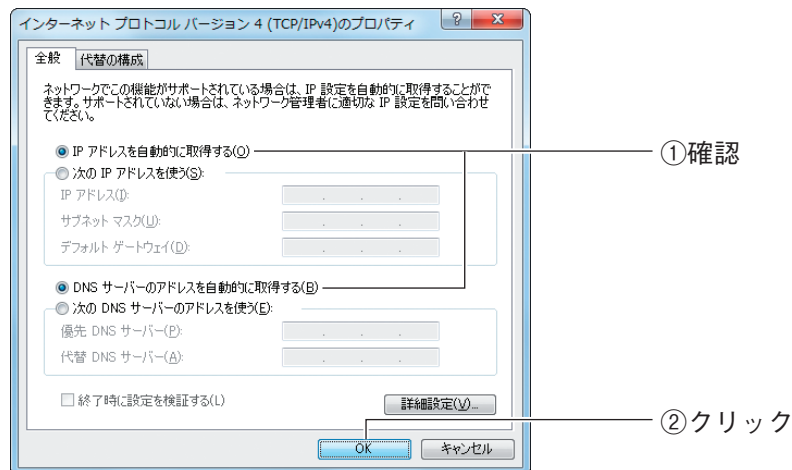 インターネット プロトコル バージョン 4 (TCP/IPv4)のプロパティ
全般 代替の構成
ネットワークでこの機能がサポートされている場合は、IP 設定を自動的に取得することがで
きます。サポートされていない場合は、ネットワーク管理者に適切な IP 設定を問い合わせ
てください。
IP アドレスを自動的に取得する(O)
①確認
次の IP アドレスを使う(S):
IP アドレス(I):
サブネット マスク(U):
デフォルト ゲートウェイ(D):
DNS サーバーのアドレスを自動的に取得する(B)
次の DNS サーバーのアドレスを使う(E):
優先 DNS サーバー(P):
代替 DNS サーバー(A):
終了時に設定を検証する(L)
詳細設定(V)...
②クリック
OK キャンセル